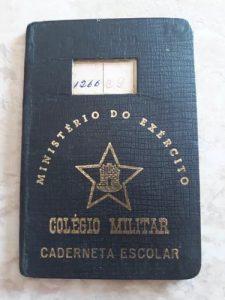 1266 89
MINISTÉRIO DO EXÉRCITO
COLÉGIO MILITAR
CADERNETA ESCOLAR